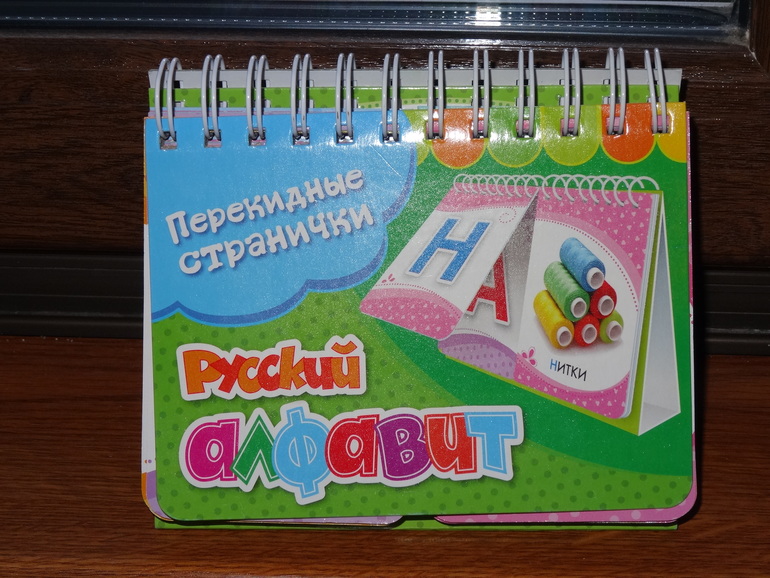 Перекидные
странички
Н А
нитки
Русский
алфавит